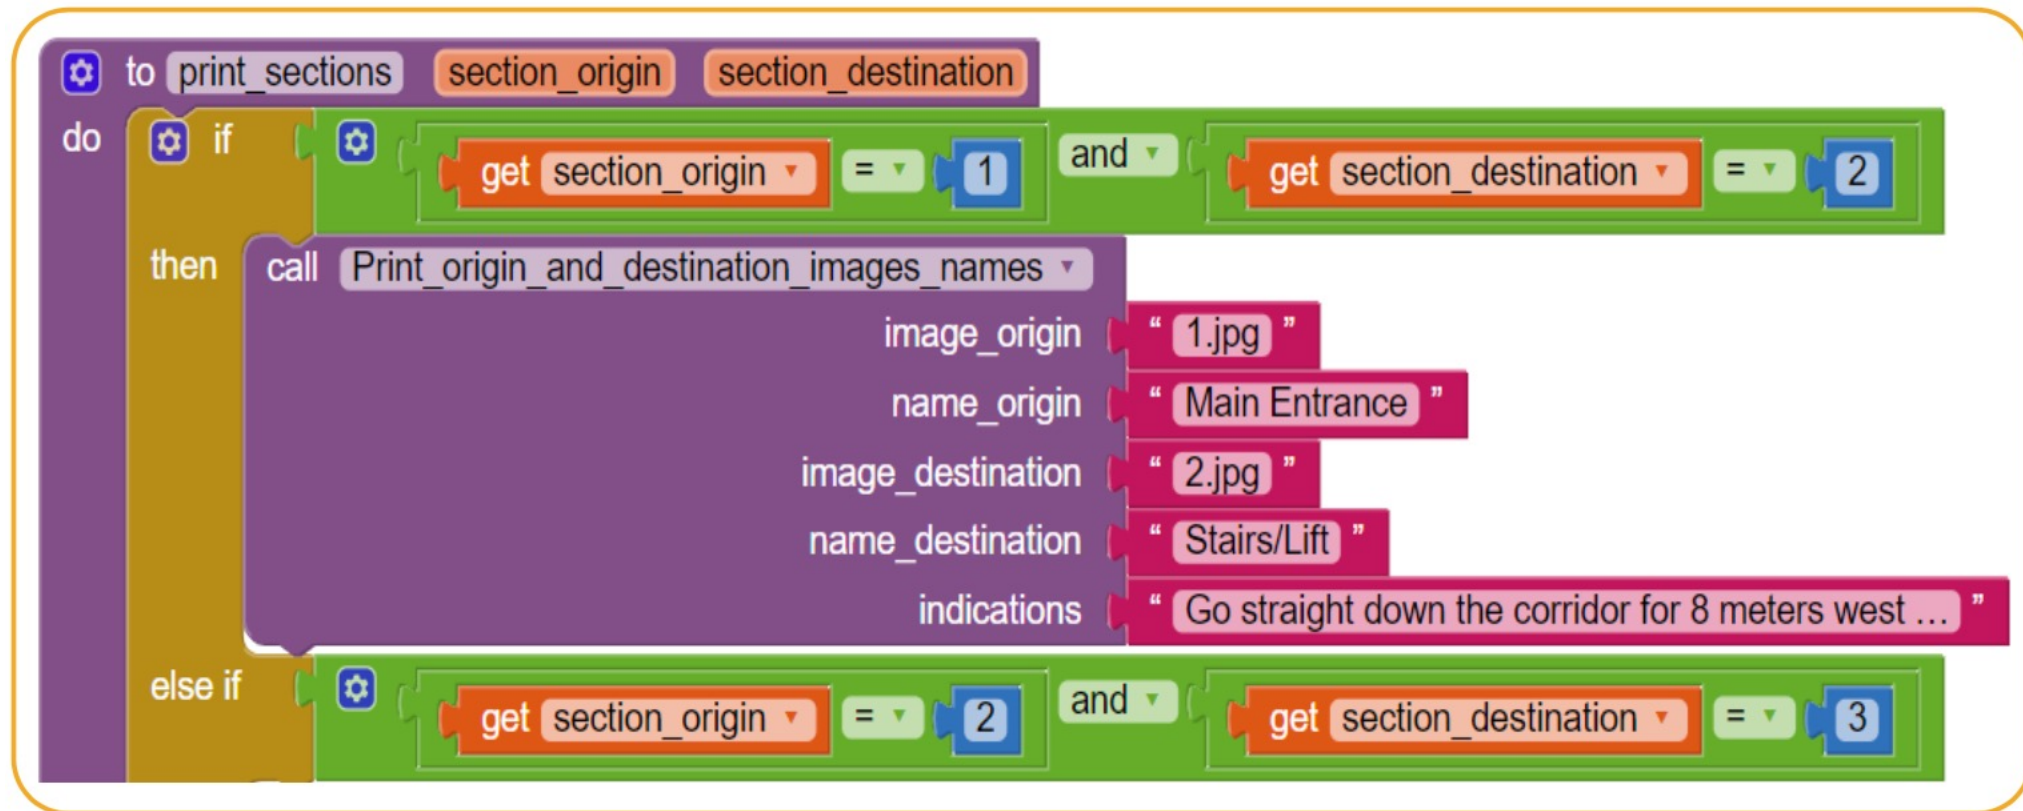 to print_sections section_origin section_destination
do if get section_origin = 1 and get section_destination = 2
then call Print_origin_and_destination_images_names
image_origin “ 1.jpg ”
name_origin “ Main Entrance ”
image_destination “ 2.jpg ”
name_destination “ Stairs/Lift ”
indications “ Go straight down the corridor for 8 meters west ... ”
else if get section_origin = 2 and get section_destination = 3